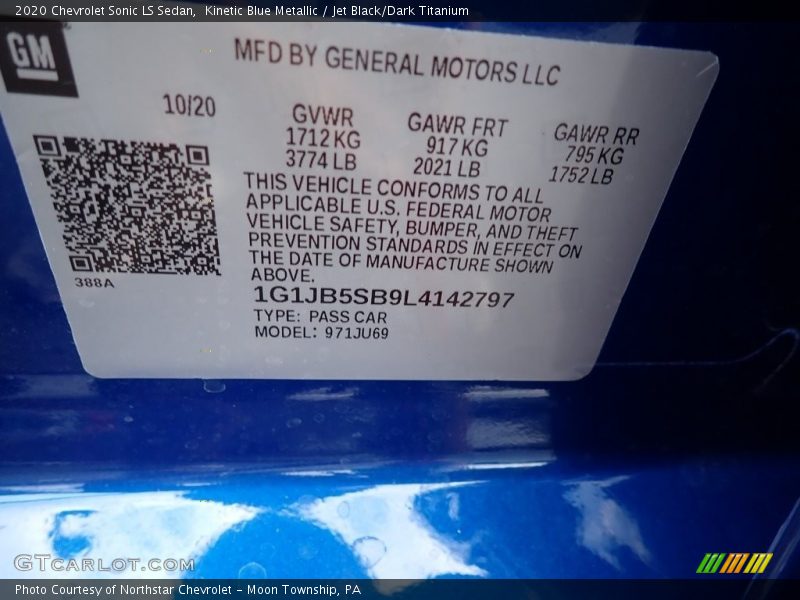 2020 Chevrolet Sonic LS Sedan, Kinetic Blue Metallic / Jet Black/Dark Titanium
GM
MFD BY GENERAL MOTORS LLC
10/20
GVWR GAWR FRT GAWR RR
1712 KG 917 KG 795 KG
3774 LB 2021 LB 1752 LB
THIS VEHICLE CONFORMS TO ALL
APPLICABLE U.S. FEDERAL MOTOR
VEHICLE SAFETY, BUMPER, AND THEFT
PREVENTION STANDARDS IN EFFECT ON
THE DATE OF MANUFACTURE SHOWN
ABOVE.
388A
1G1JB5SB9L4142797
TYPE: PASS CAR
MODEL: 971JU69
GTCARLOT.COM
Photo Courtesy of Northstar Chevrolet - Moon Township, PA